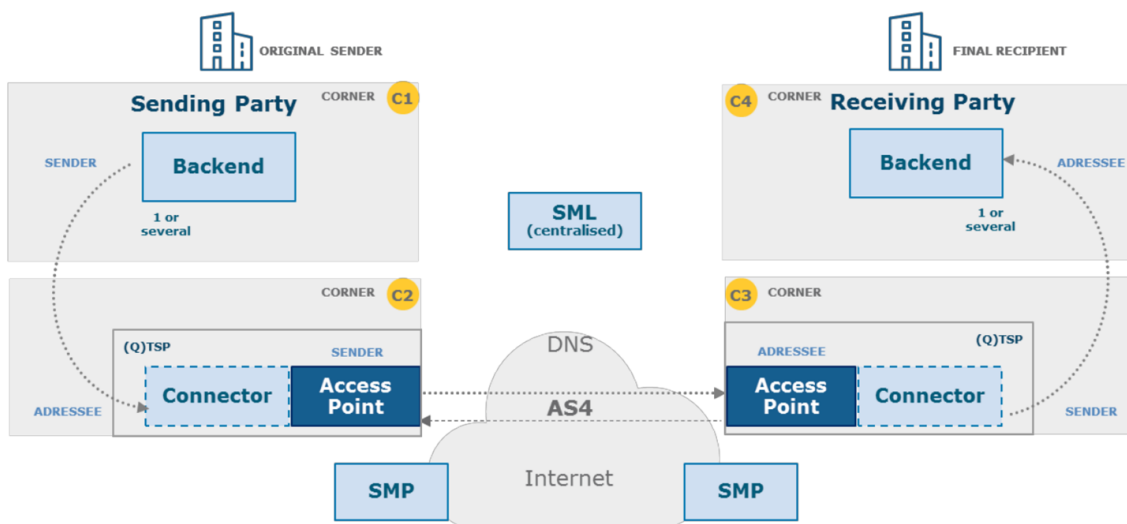 ORIGINAL SENDER
FINAL RECIPIENT
CORNER
C1
Sending Party
SENDER
Backend
1 or
several
C4
CORNER
Receiving Party
Backend
ADRESSEE
1 or
several
SML
(centralised)
CORNER
C2
(Q)TSP
SENDER
Connector
Access
Point
ADRESSEE
C3
CORNER
(Q)TSP
ADRESSEE
Access
Point
Connector
SENDER
DNS
AS4
Internet
SMP
SMP